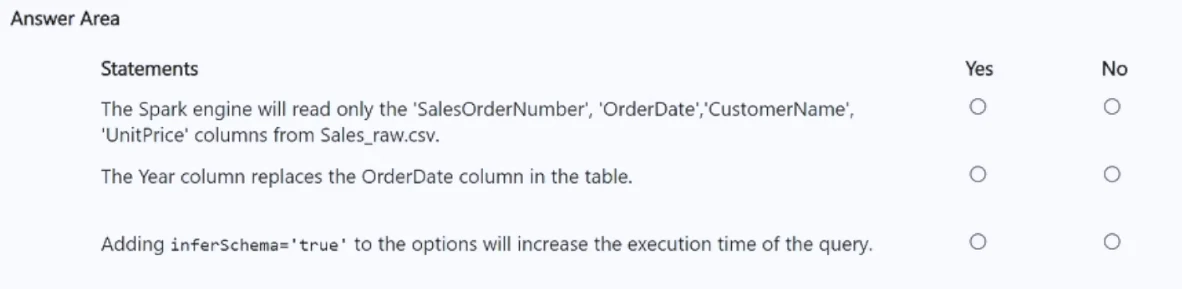 Answer Area
Statements Yes No
The Spark engine will read only the 'SalesOrderNumber', 'OrderDate','CustomerName',
'UnitPrice' columns from Sales_raw.csv.
The Year column replaces the OrderDate column in the table.
Adding inferSchema='true' to the options will increase the execution time of the query.